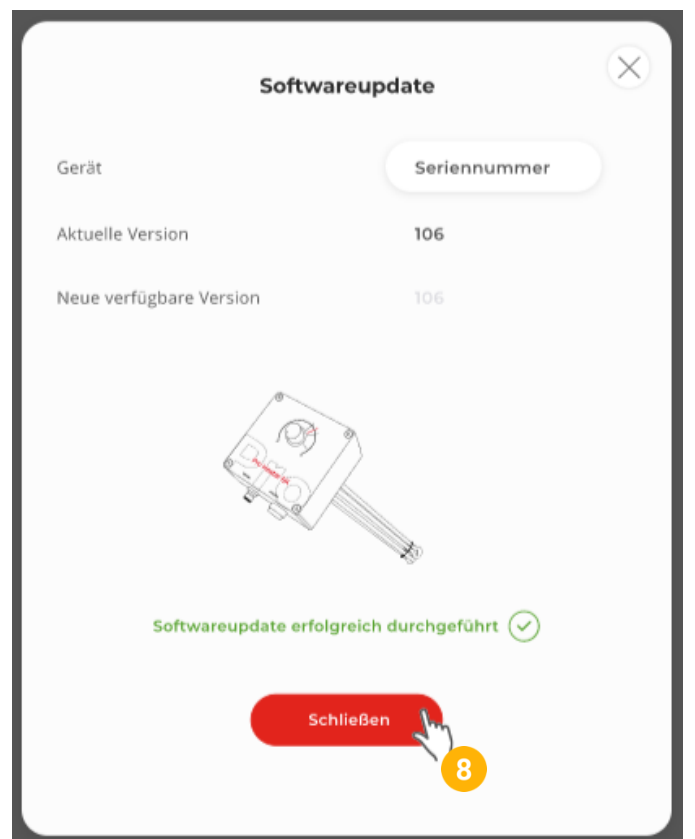 Softwareupdate
Gerät
Seriennummer
Aktuelle Version
106
Neue verfügbare Version
106
Softwareupdate erfolgreich durchgeführt
Schließen
8